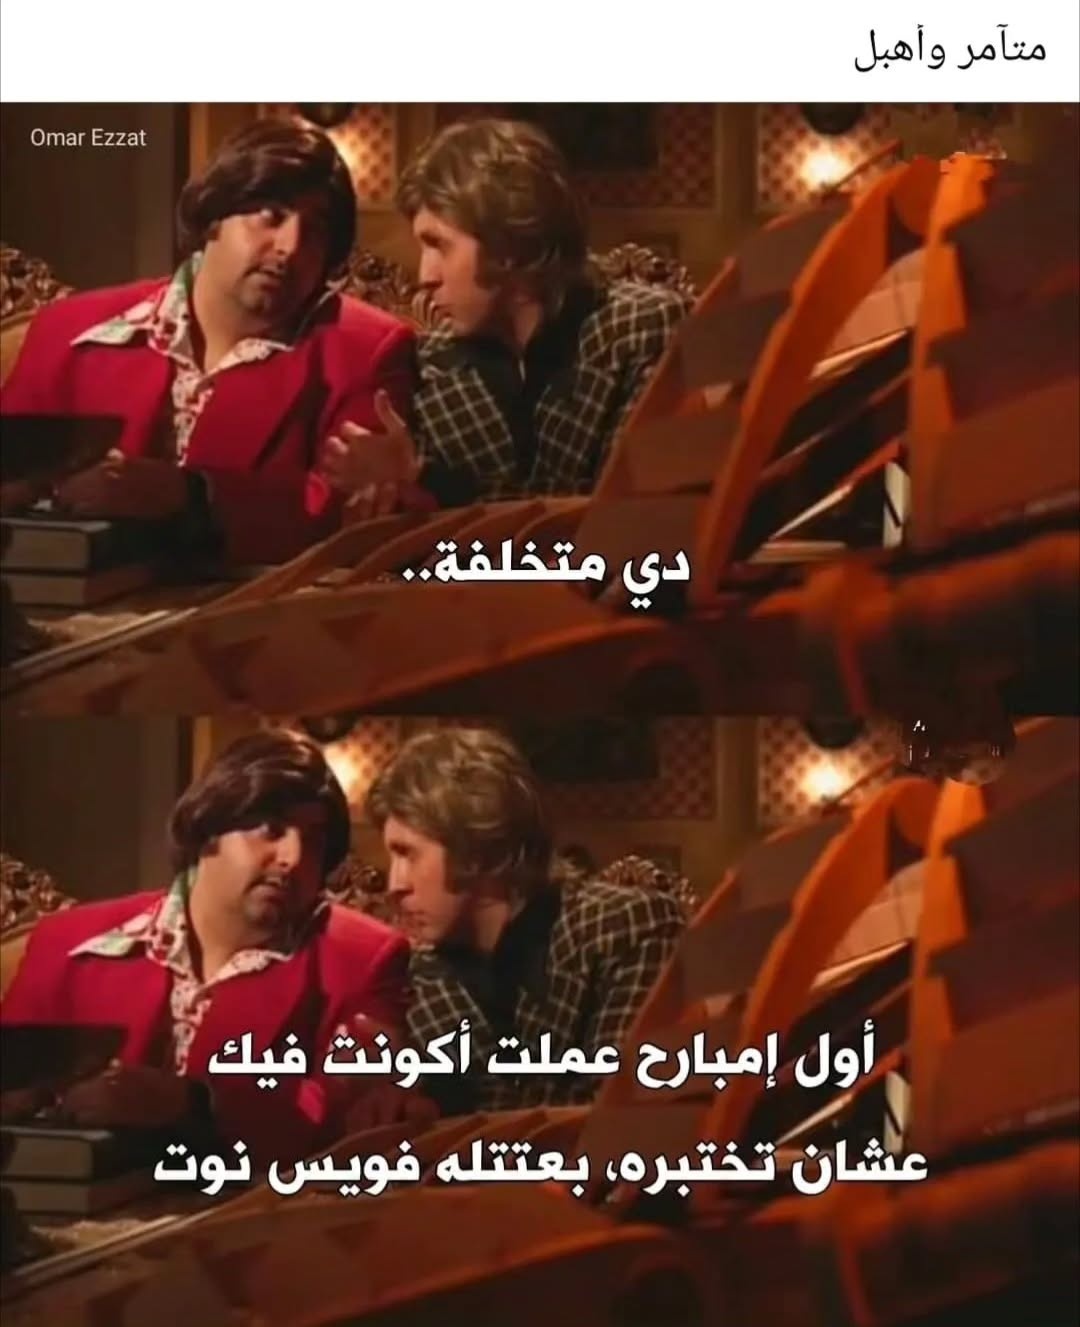 متآمر وأهبل
Omar Ezzat
دي متخلفة..
أول إمبارح عملت أكونت فيك
عشان تختبره، بعتتله فويس نوت